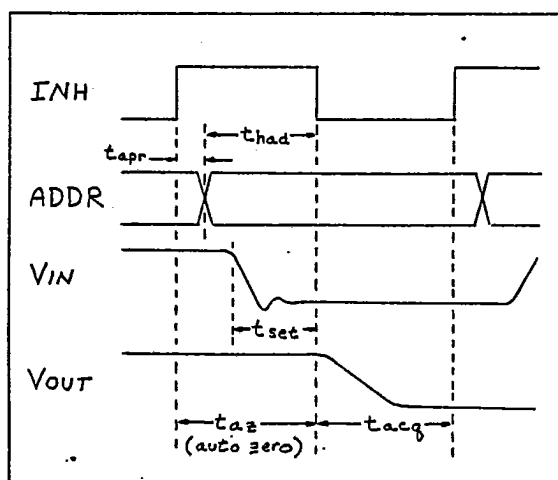 INH
thad
tapr
ADDR
VIN
tset
VOUT
taz
(auto zero)
tacq